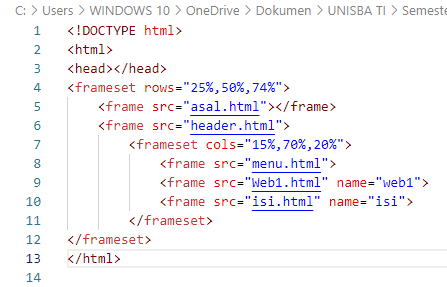 C: > Users > WINDOWS 10 > OneDrive > Dokumen > UNISBA TI > Semeste
1 <!DOCTYPE html>
2 <html>
3 <head></head>
4 <frameset rows="25%,50%,74%">
5 <frame src="asal.html"></frame>
6 <frame src="header.html">
7 <frameset cols="15%,70%,20%">
8 <frame src="menu.html">
9 <frame src="Web1.html" name="web1">
10 <frame src="isi.html" name="isi">
11 </frameset>
12 </frameset>
13 </html>
14